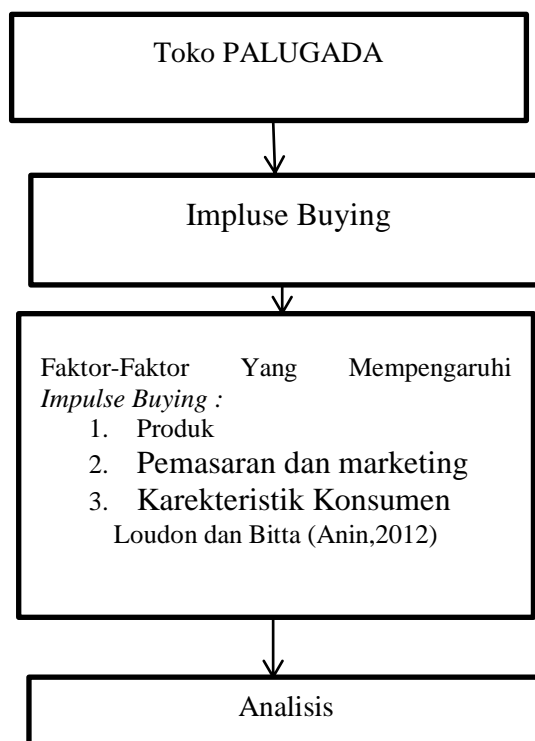 Toko PALUGADA
Impluse Buying
Faktor-Faktor Yang Mempengaruhi
Impulse Buying :
1. Produk
2. Pemasaran dan marketing
3. Karekteristik Konsumen
Loudon dan Bitta (Anin,2012)
Analisis